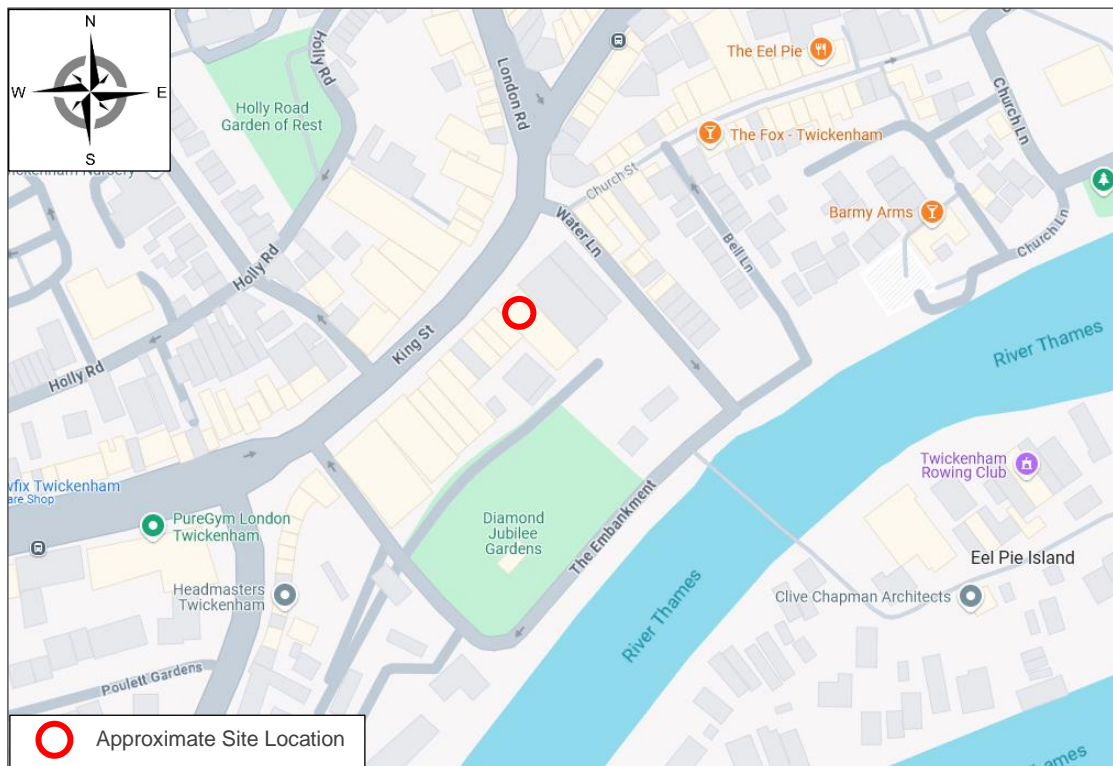 N
W
E
S
Holly Rd
London Rd
The Eel Pie
Holly Road
Garden of Rest
The Fox - Twickenham
Church Ln
Church St
Water Ln
Bell Ln
Barmy Arms
Church Ln
Holly Rd
King St
River Thames
Holly Rd
Twickenham
PureGym London
Twickenham
Diamond
Jubilee
Gardens
The Embankment
Twickenham
Rowing Club
Eel Pie Island
Headmasters
Twickenham
Clive Chapman Architects
River Thames
Poulett Gardens
Approximate Site Location
Thames